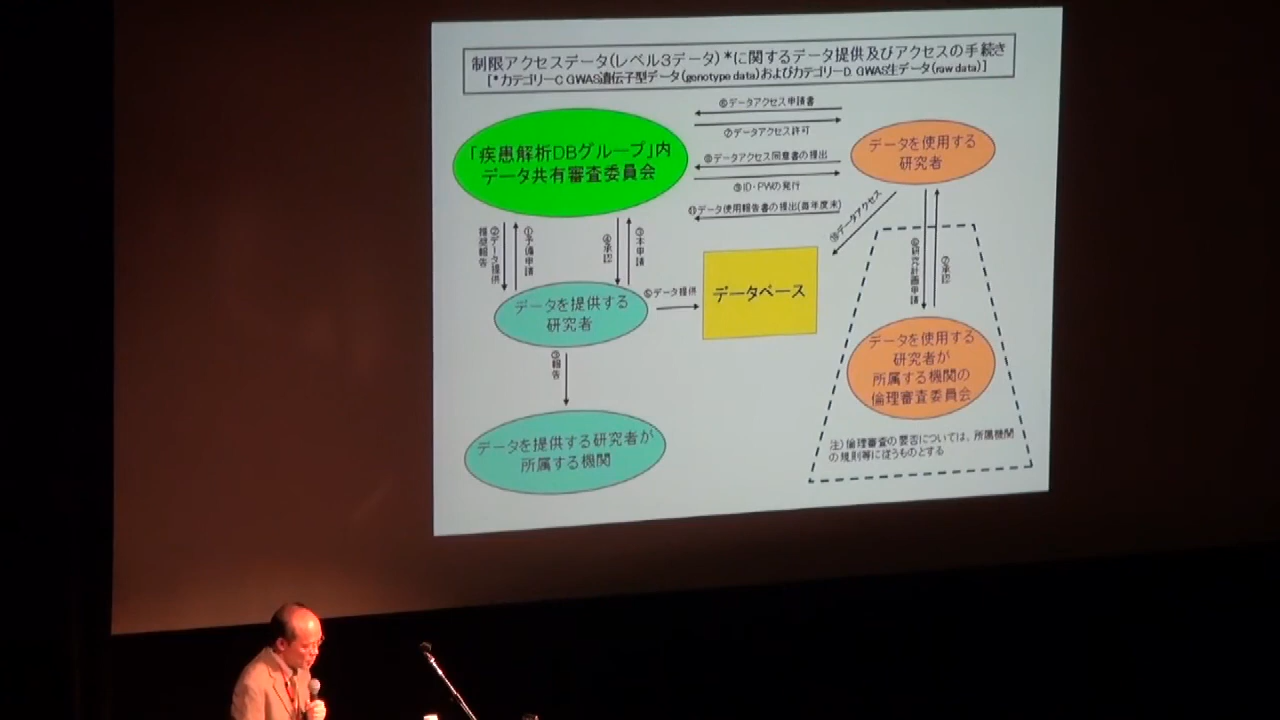 制限アクセスデータ(レベル3データ)*に関するデータ提供及びアクセスの手続き
[*カテゴリーC GWAS遺伝子型データ(genotype data)およびカテゴリーD. GWAS生データ(raw data)]
「疾患解析DBグループ」内
データ共有審査委員会
⑥データアクセス申請書
⑦データアクセス許可
⑧データアクセス同意書の提出
⑨ID・PWの発行
⑪データ使用報告書の提出(毎年度末)
データを使用する
研究者
⑩データアクセス
②データ提供
推奨報告
①予備申請
④承認
③本申請
データを提供する
研究者
⑤データ提供
データベース
③報告
データを提供する研究者が
所属する機関
⑥研究計画申請
⑦承認
データを使用する
研究者が
所属する機関の
倫理審査委員会
注)倫理審査の要否については、所属機関
の規則等に従うものとする